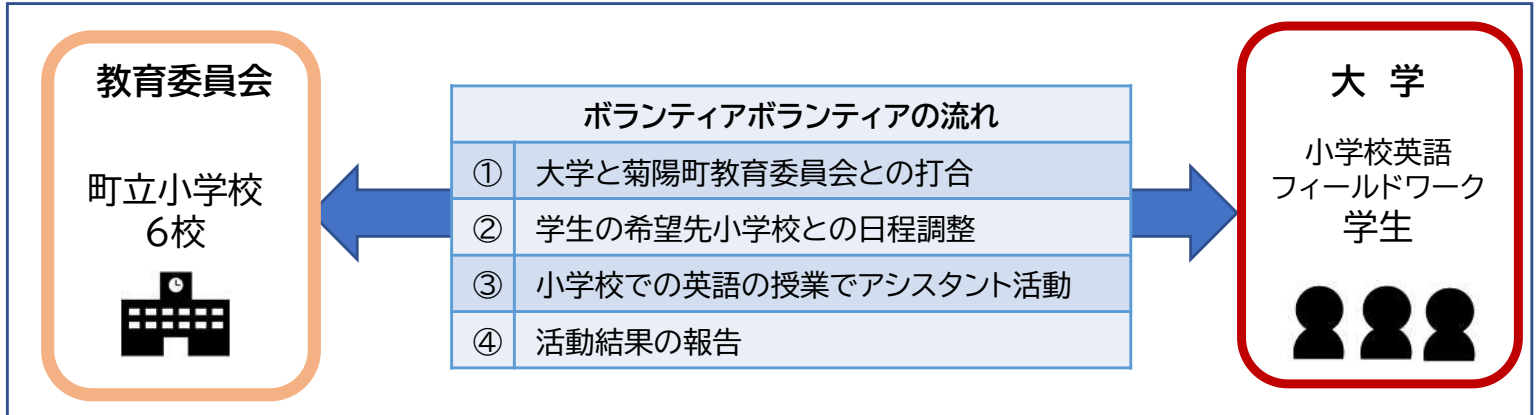 教育委員会
町立小学校
6校
ボランティアボランティアの流れ
① 大学と菊陽町教育委員会との打合
② 学生の希望先小学校との日程調整
③ 小学校での英語の授業でアシスタント活動
④ 活動結果の報告
大 学
小学校英語
フィールドワーク
学生